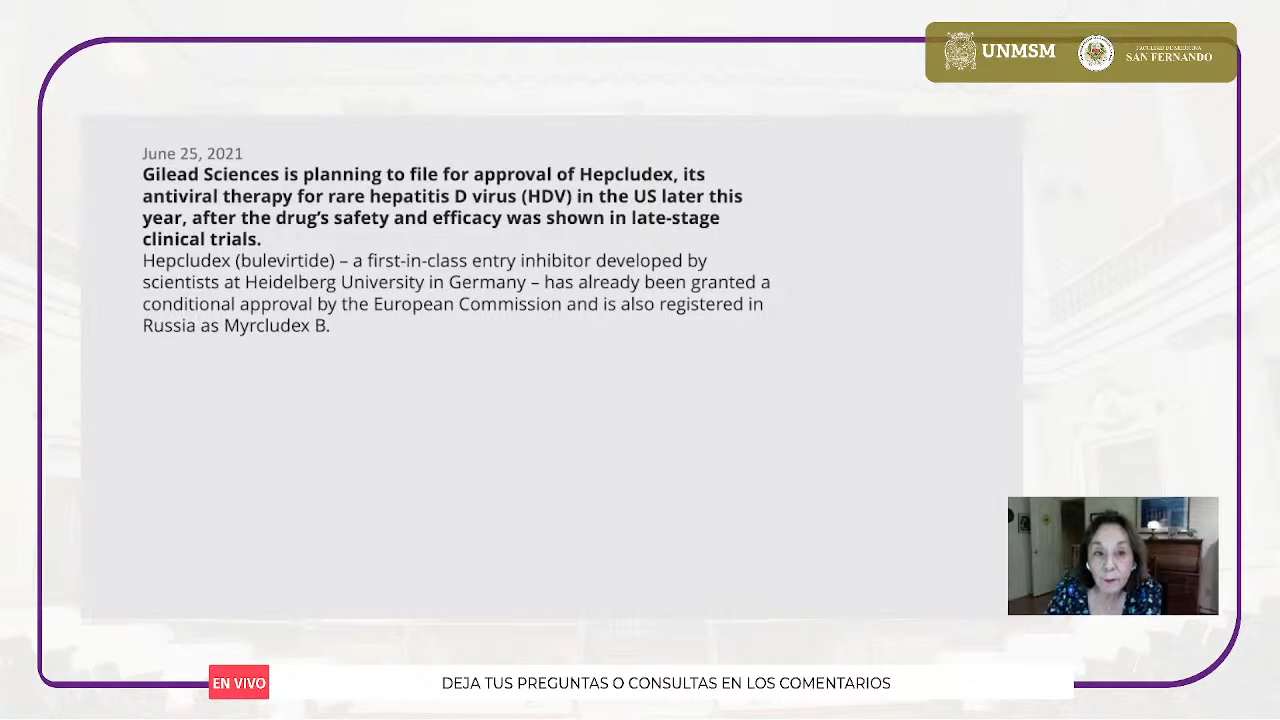 UNMSM
FACULTAD DE MEDICINA
SAN FERNANDO
June 25, 2021
Gilead Sciences is planning to file for approval of Hepcludex, its
antiviral therapy for rare hepatitis D virus (HDV) in the US later this
year, after the drug’s safety and efficacy was shown in late-stage
clinical trials.
Hepcludex (bulevirtide) – a first-in-class entry inhibitor developed by
scientists at Heidelberg University in Germany – has already been granted a
conditional approval by the European Commission and is also registered in
Russia as Myrcludex B.
EN VIVO
DEJA TUS PREGUNTAS O CONSULTAS EN LOS COMENTARIOS